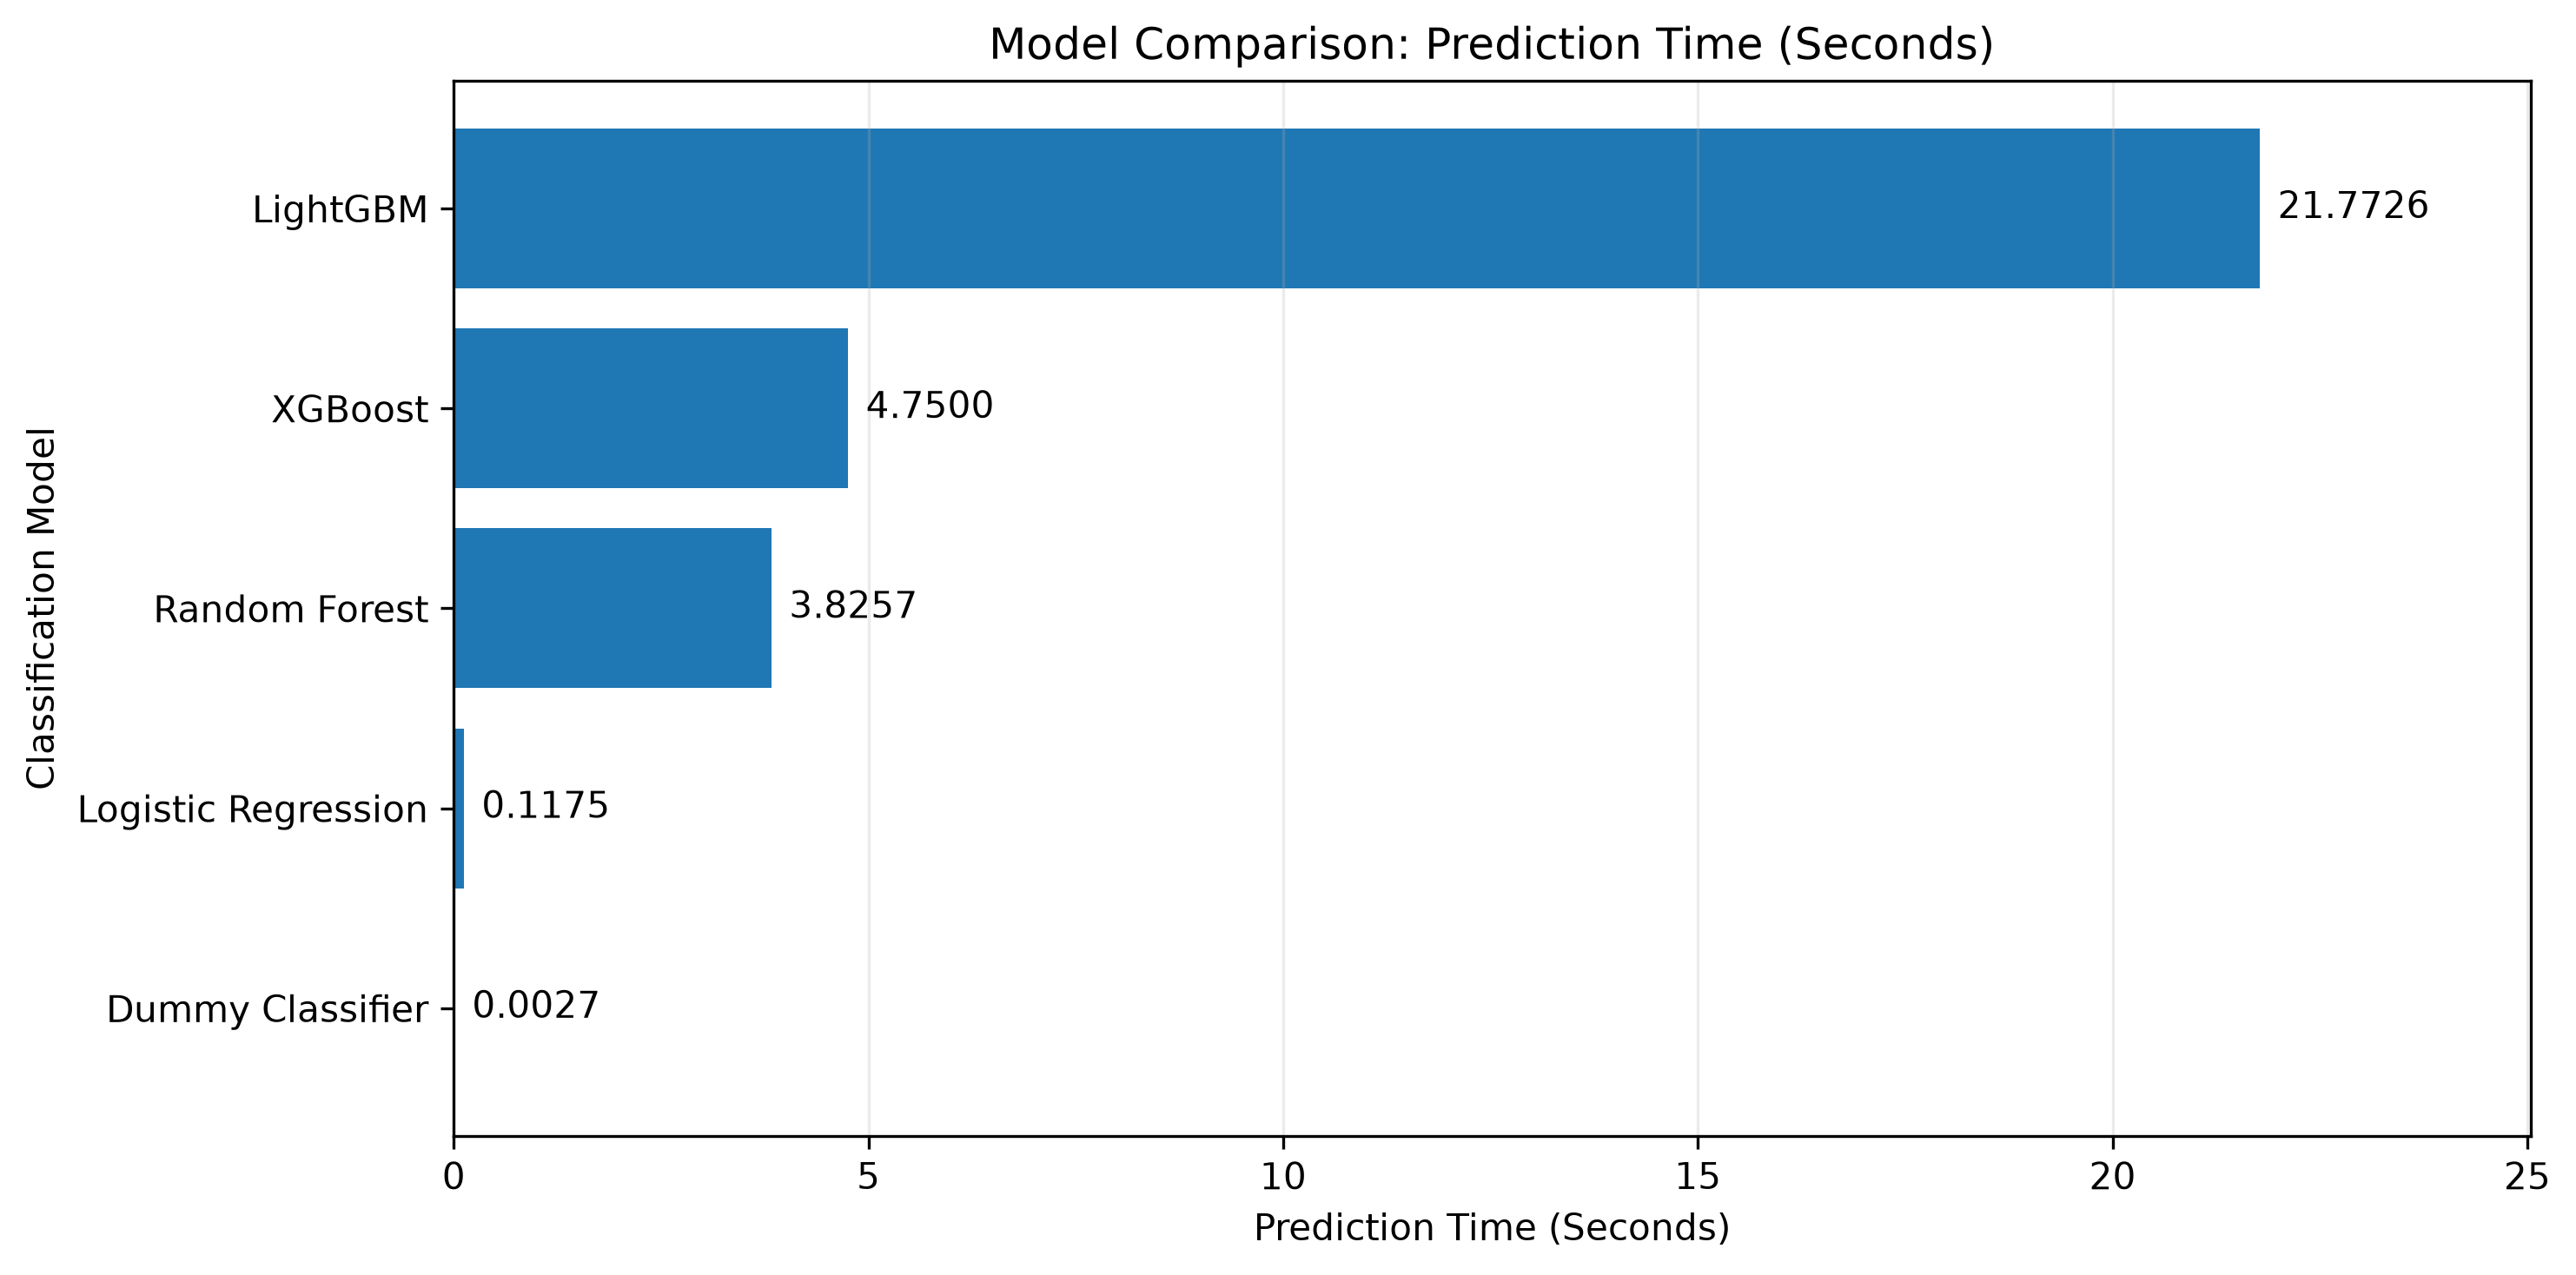 Model Comparison: Prediction Time (Seconds)
Classification Model
LightGBM
21.7726
XGBoost
4.7500
Random Forest
3.8257
Logistic Regression
0.1175
Dummy Classifier
0.0027
0 5 10 15 20 25
Prediction Time (Seconds)